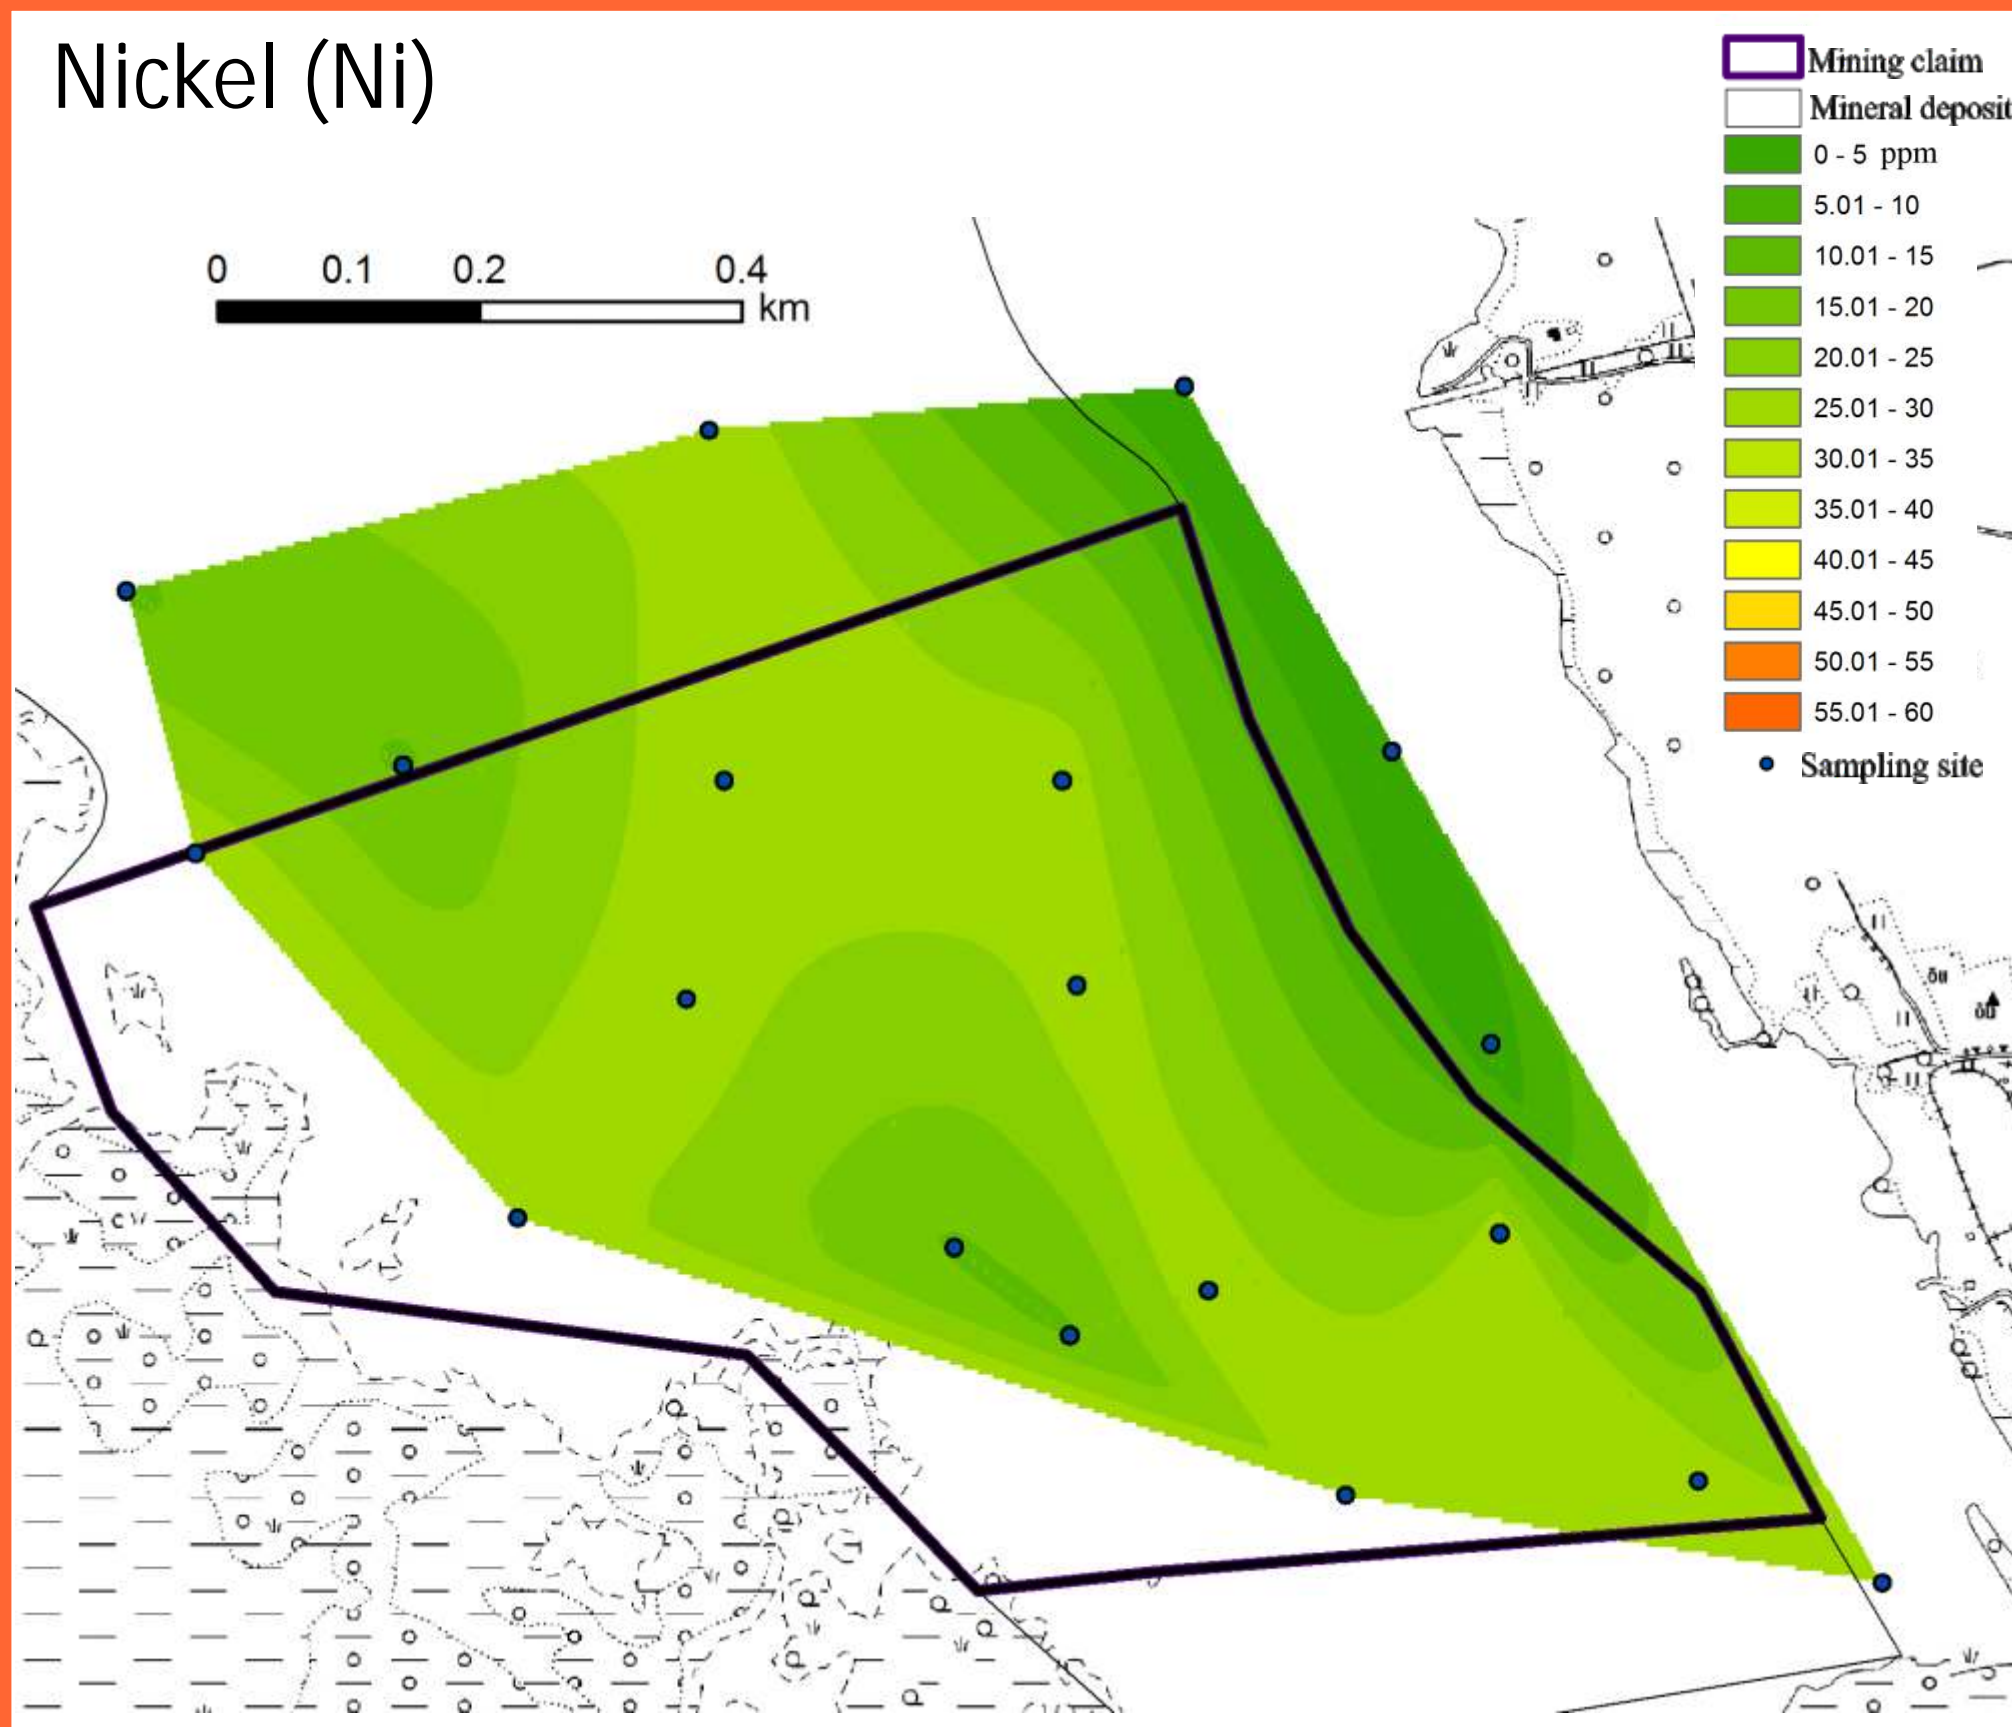 Nickel (Ni)
0 0.1 0.2 0.4
km
Mining claim
Mineral deposit
0 - 5 ppm
5.01 - 10
10.01 - 15
15.01 - 20
20.01 - 25
25.01 - 30
30.01 - 35
35.01 - 40
40.01 - 45
45.01 - 50
50.01 - 55
55.01 - 60
Sampling site
õu
õu